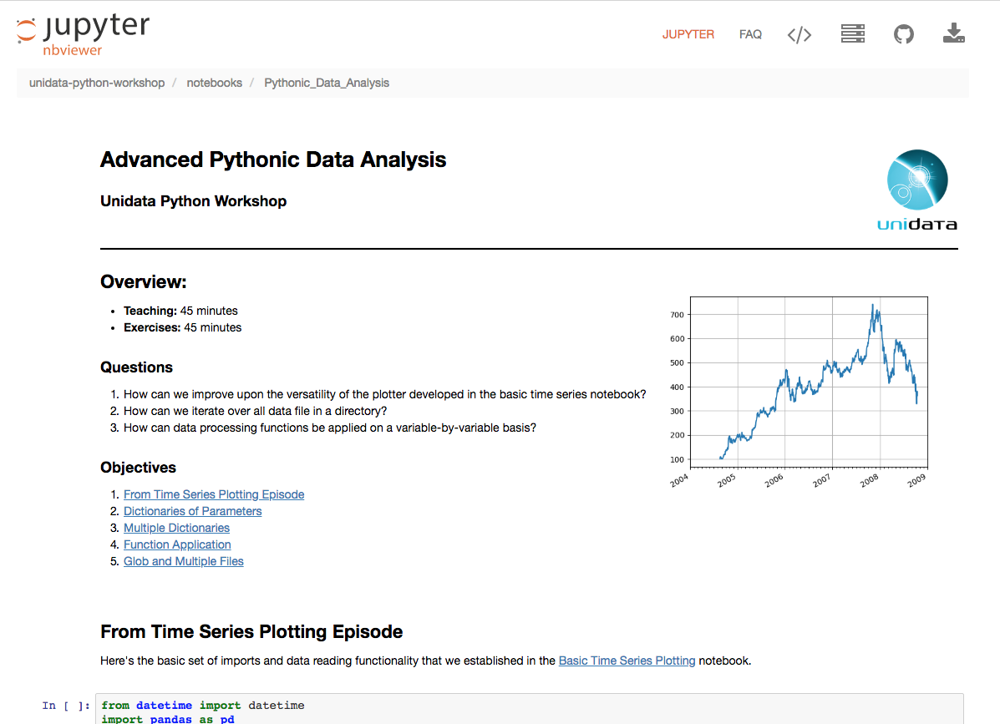 jupyter
nbviewer
JUPYTER FAQ </>
unidata-python-workshop / notebooks / Pythonic_Data_Analysis
Advanced Pythonic Data Analysis
Unidata Python Workshop
unidata
Overview:
• Teaching: 45 minutes
• Exercises: 45 minutes
Questions
1. How can we improve upon the versatility of the plotter developed in the basic time series notebook?
2. How can we iterate over all data file in a directory?
3. How can data processing functions be applied on a variable-by-variable basis?
700
600
500
400
300
200
100
2004 2005 2006 2007 2008 2009
Objectives
1. From Time Series Plotting Episode
2. Dictionaries of Parameters
3. Multiple Dictionaries
4. Function Application
5. Glob and Multiple Files
From Time Series Plotting Episode
Here's the basic set of imports and data reading functionality that we established in the Basic Time Series Plotting notebook.
In [ ]: from datetime import datetime
import pandas as pd